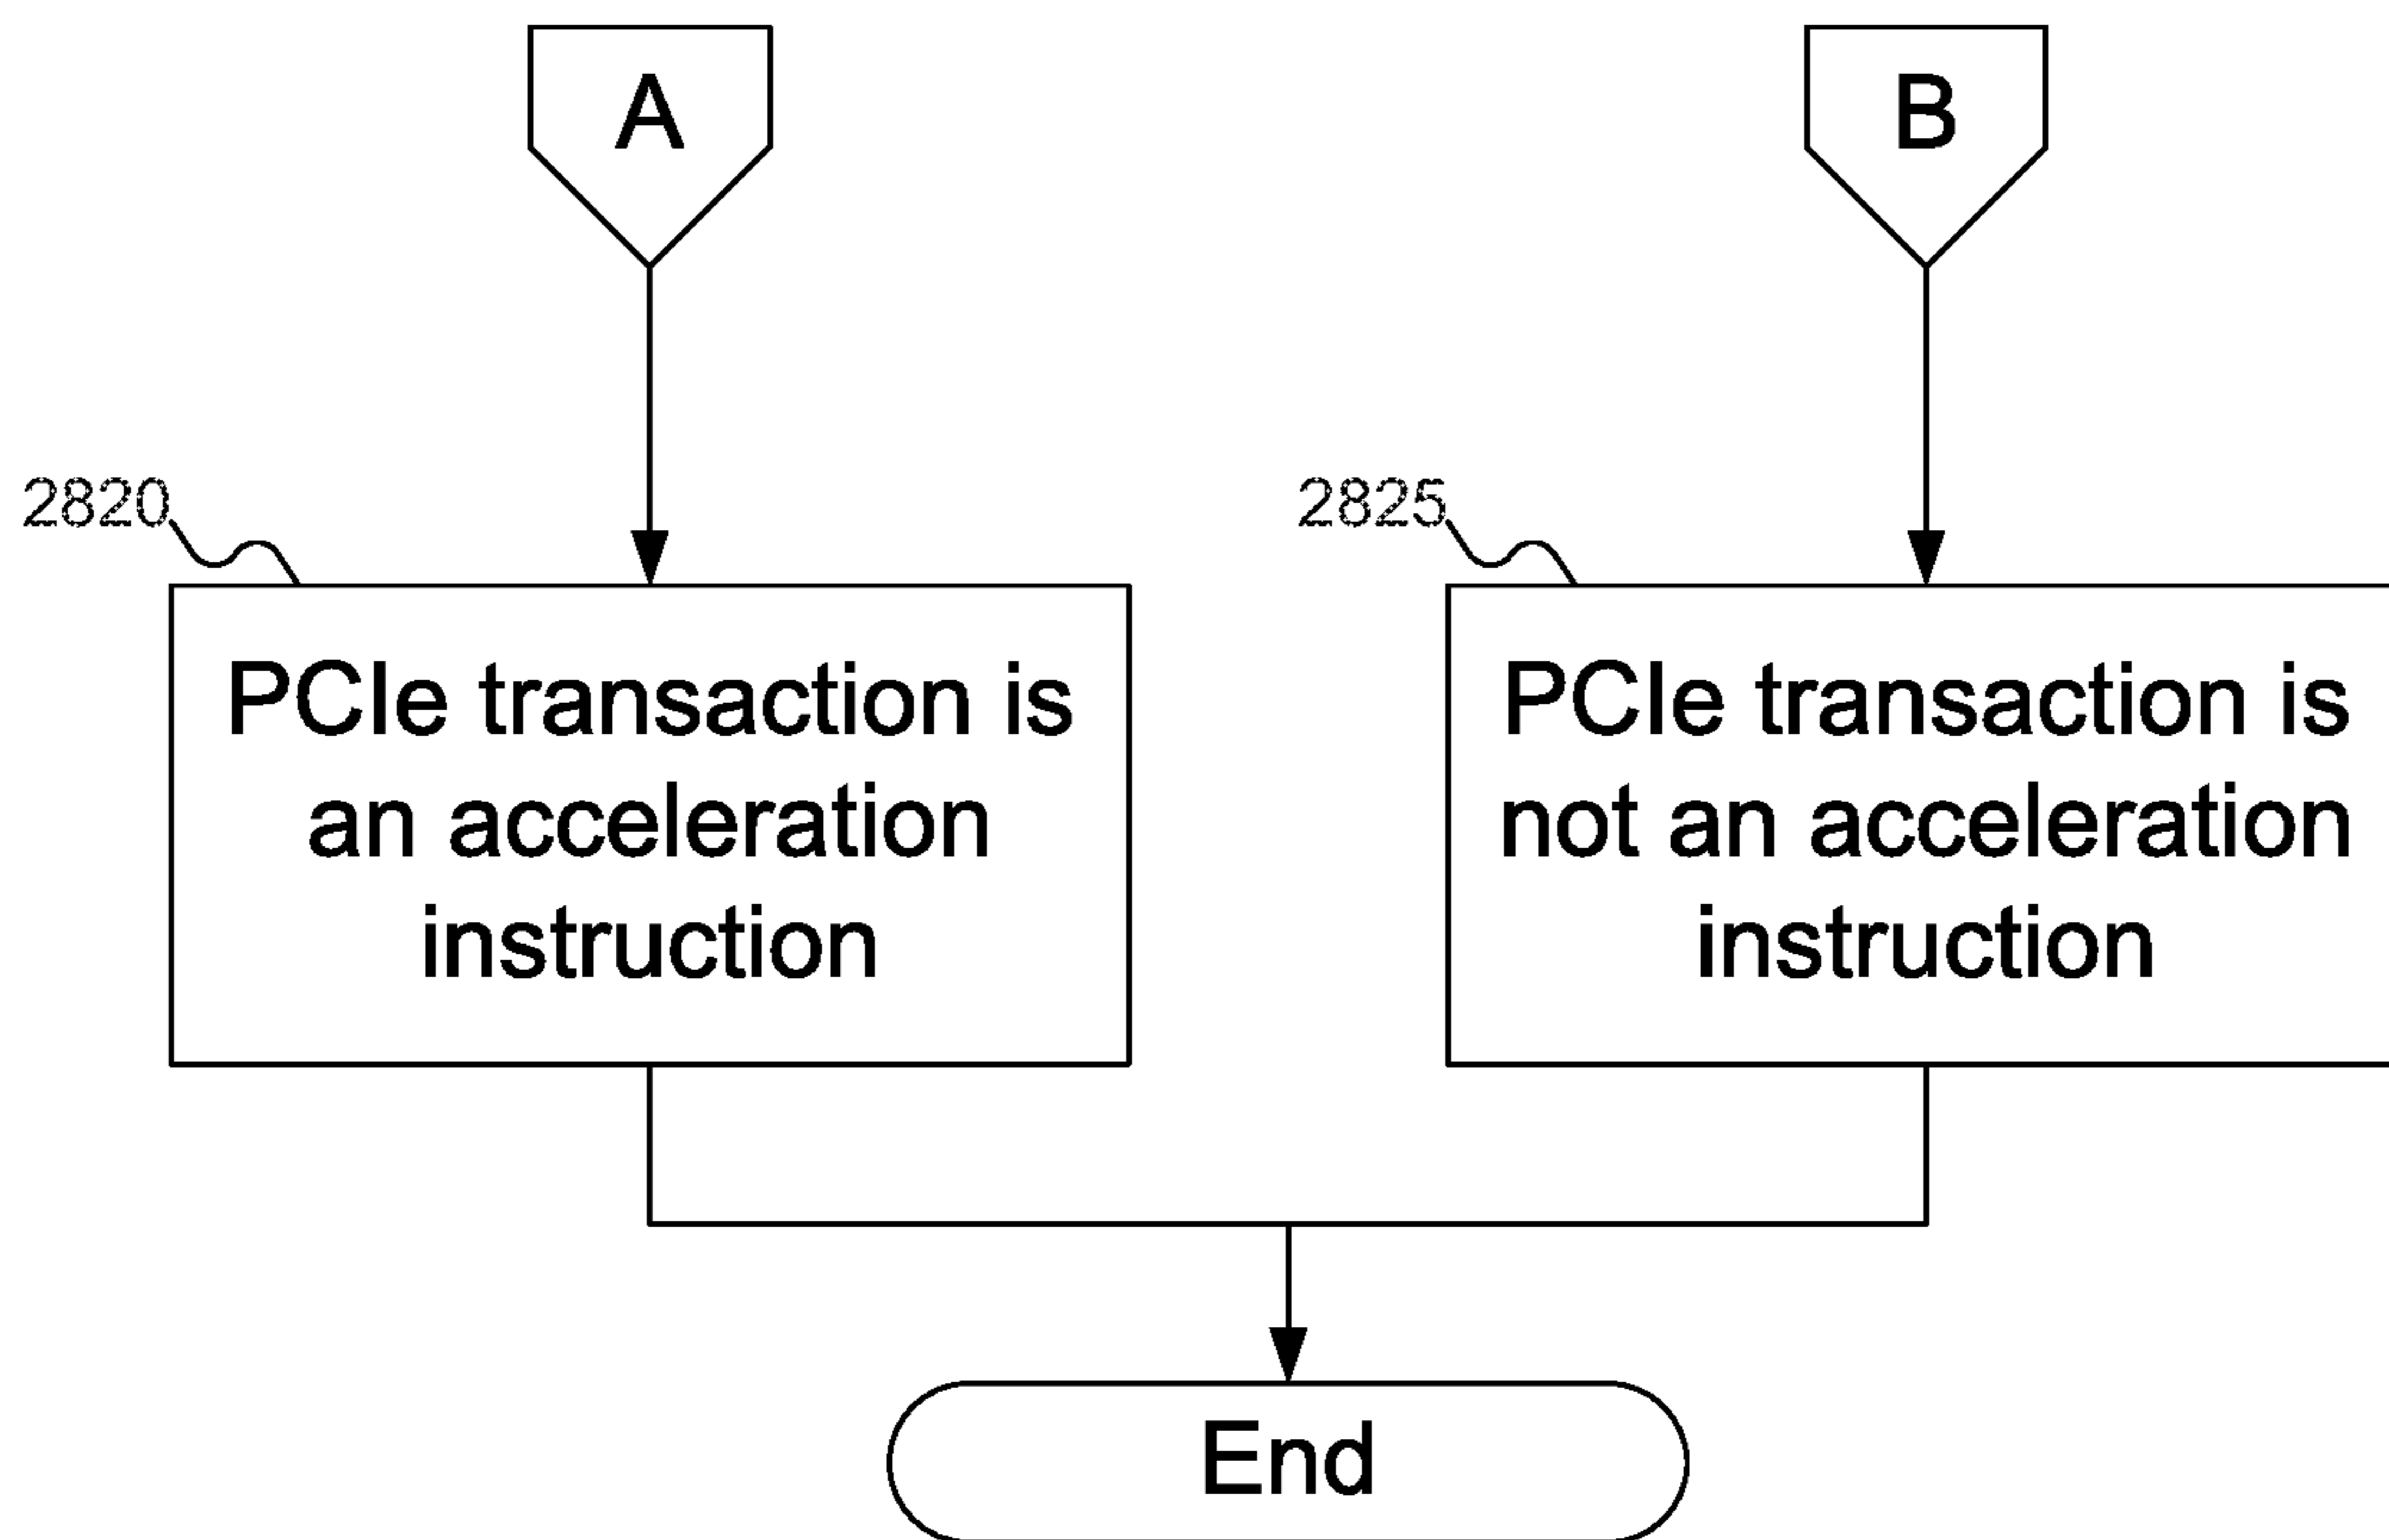 A
B
2820
2825
PCIe transaction is
an acceleration
instruction
PCIe transaction is
not an acceleration
instruction
End